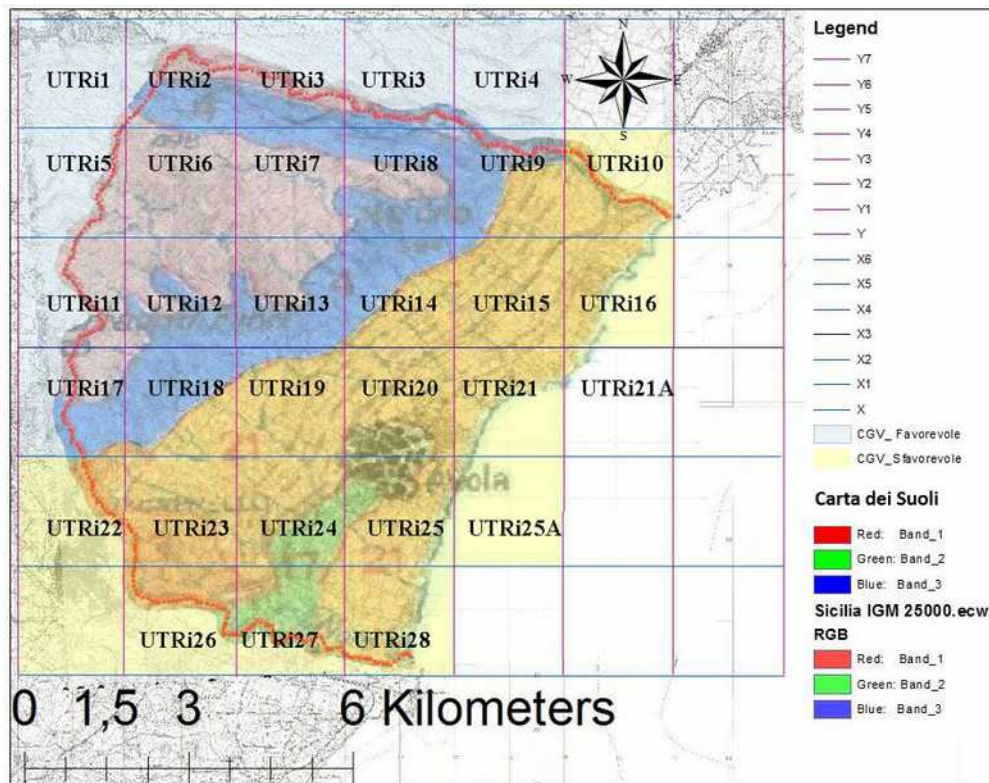 N
W E
S
UTRi1 UTRi2 UTRi3 UTRi3 UTRi4
UTRi5 UTRi6 UTRi7 UTRi8 UTRi9 UTRi10
UTRi11 UTRi12 UTRi13 UTRi14 UTRi15 UTRi16
UTRi17 UTRi18 UTRi19 UTRi20 UTRi21 UTRi21A
Avola
UTRi22 UTRi23 UTRi24 UTRi25 UTRi25A
UTRi26 UTRi27 UTRi28
0 1,5 3 6 Kilometers
Legend
Y7
Y6
Y5
Y4
Y3
Y2
Y1
Y
X6
X5
X4
X3
X2
X1
X
CGV_ Favorevole
CGV_Sfavorevole
Carta dei Suoli
Red: Band_1
Green: Band_2
Blue: Band_3
Sicilia IGM 25000.ecw
RGB
Red: Band_1
Green: Band_2
Blue: Band_3